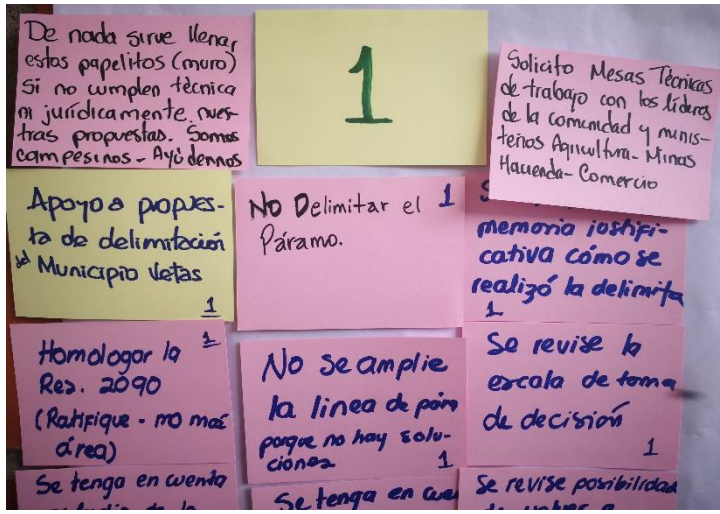 De nada sirve llenar
estos papelitos (muro)
si no cumplen técnica
ni jurídicamente nues-
tras propuestas. Somos
campesinos - Ayúdennos
1
Solicito Mesas Técnicas
de trabajo con los líderes
de la comunidad y minis-
terios Agricultura - Minas
Hacienda - Comercio
Apoyo a propues-
ta de delimitación
del Municipio Vetas
1
No Delimitar el 1
Páramo.
memoria justifi-
cativa cómo se
realizó la delimita
1
Homologar la 1
Res. 2090
(Ratifique - no más
área)
No se amplie
la linea de pára
porque no hay solu-
ciones 1
Se revise la
escala de toma
de decisión
1
Se tenga en cuenta
Se tenga en cuen
Se revise posibilidad
de volver a